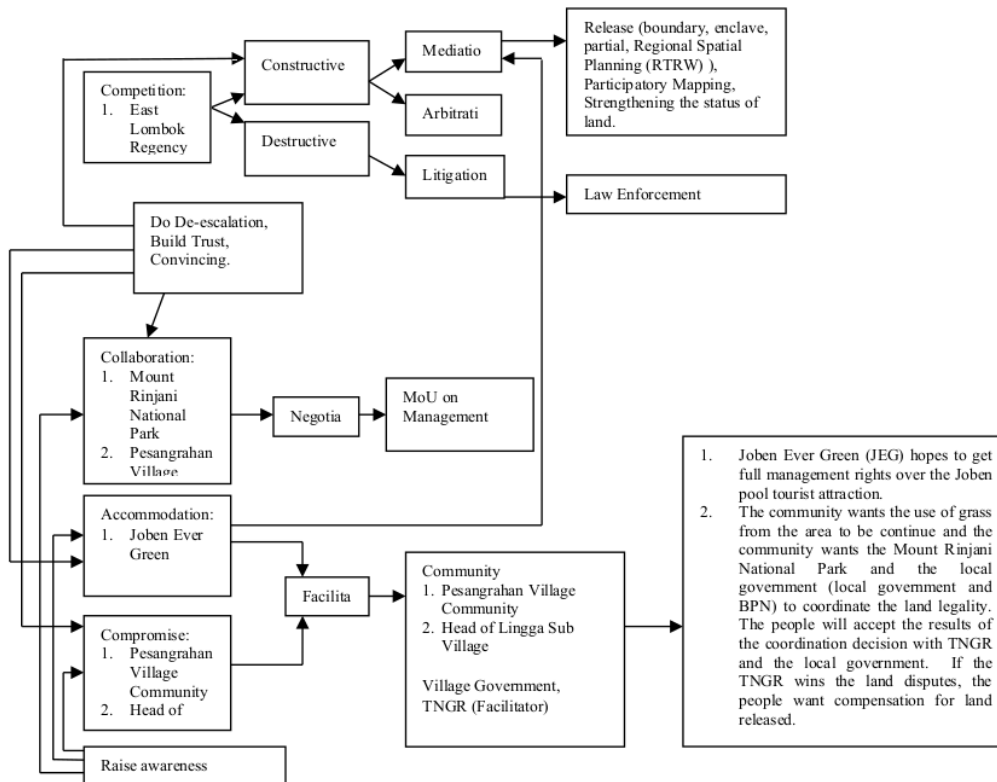 Competition:
1. East
Lombok
Regency
Constructive
Destructive
Mediatio
Arbitrati
Litigation
Release (boundary, enclave,
partial, Regional Spatial
Planning (RTRW) ),
Participatory Mapping,
Strengthening the status of
land.
Law Enforcement
Do De-escalation,
Build Trust,
Convincing.
Collaboration:
1. Mount
Rinjani
National
Park
2. Pesangrahan
Village
Negotia
MoU on
Management
Accommodation:
1. Joben Ever
Green
Facilita
Compromise:
1. Pesangrahan
Village
Community
2. Head of
Raise awareness
Community
1. Pesangrahan Village
Community
2. Head of Lingga Sub
Village
Village Government,
TNGR (Facilitator)
1. Joben Ever Green (JEG) hopes to get
full management rights over the Joben
pool tourist attraction.
2. The community wants the use of grass
from the area to be continue and the
community wants the Mount Rinjani
National Park and the local
government (local government and
BPN) to coordinate the land legality.
The people will accept the results of
the coordination decision with TNGR
and the local government. If the
TNGR wins the land disputes, the
people want compensation for land
released.